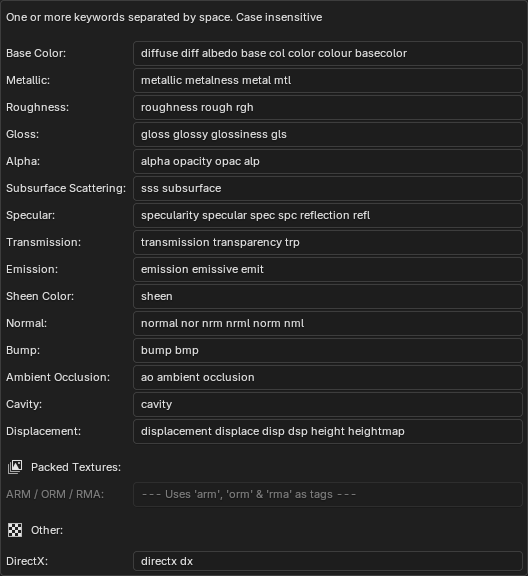 One or more keywords separated by space. Case insensitive
Base Color: diffuse diff albedo base col color colour basecolor
Metallic: metallic metalness metal mtl
Roughness: roughness rough rgh
Gloss: gloss glossy glossiness gls
Alpha: alpha opacity opac alp
Subsurface Scattering: sss subsurface
Specular: specularity specular spec spc reflection refl
Transmission: transmission transparency trp
Emission: emission emissive emit
Sheen Color: sheen
Normal: normal nor nrm nrml norm nml
Bump: bump bmp
Ambient Occlusion: ao ambient occlusion
Cavity: cavity
Displacement: displacement displace disp dsp height heightmap
Packed Textures:
ARM / ORM / RMA: --- Uses 'arm', 'orm' & 'rma' as tags ---
Other:
DirectX: directx dx